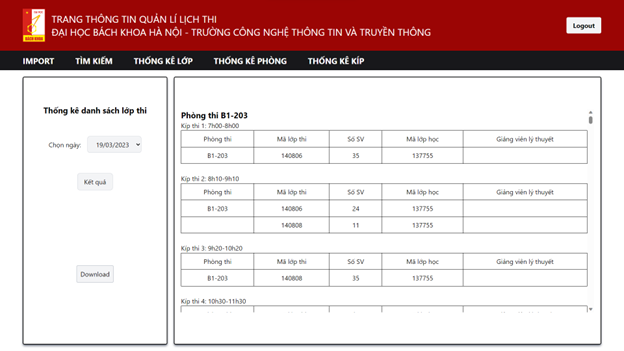 TRANG THÔNG TIN QUẢN LÍ LỊCH THI
ĐẠI HỌC BÁCH KHOA HÀ NỘI - TRƯỜNG CÔNG NGHỆ THÔNG TIN VÀ TRUYỀN THÔNG
Logout
IMPORT TÌM KIẾM THỐNG KÊ LỚP THỐNG KÊ PHÒNG THỐNG KÊ KÍP
Thống kê danh sách lớp thi
Chọn ngày: 19/03/2023
Kết quả
Download
Phòng thi B1-203
Kíp thi 1: 7h00-8h00
Phòng thi Mã lớp thi Số SV Mã lớp học Giảng viên lý thuyết
B1-203 140806 35 137755
Kíp thi 2: 8h10-9h10
Phòng thi Mã lớp thi Số SV Mã lớp học Giảng viên lý thuyết
B1-203 140806 24 137755
140808 11 137755
Kíp thi 3: 9h20-10h20
Phòng thi Mã lớp thi Số SV Mã lớp học Giảng viên lý thuyết
B1-203 140808 35 137755
Kíp thi 4: 10h30-11h30